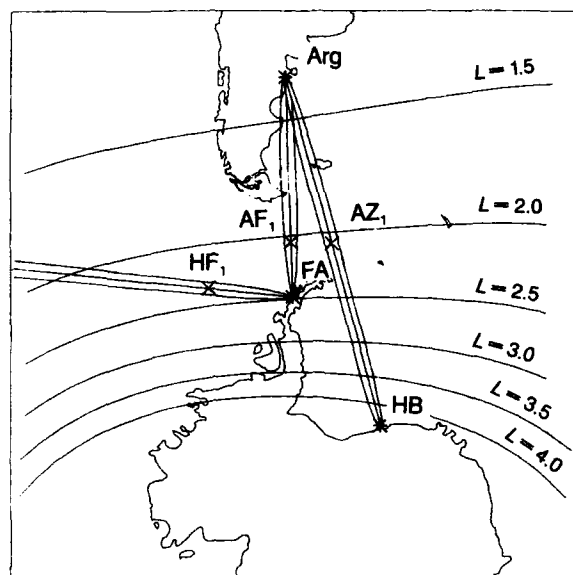 Arg
L = 1.5
AF₁
AZ₁
L = 2.0
HF₁
FA
L = 2.5
L = 3.0
L = 3.5
HB
L = 4.0